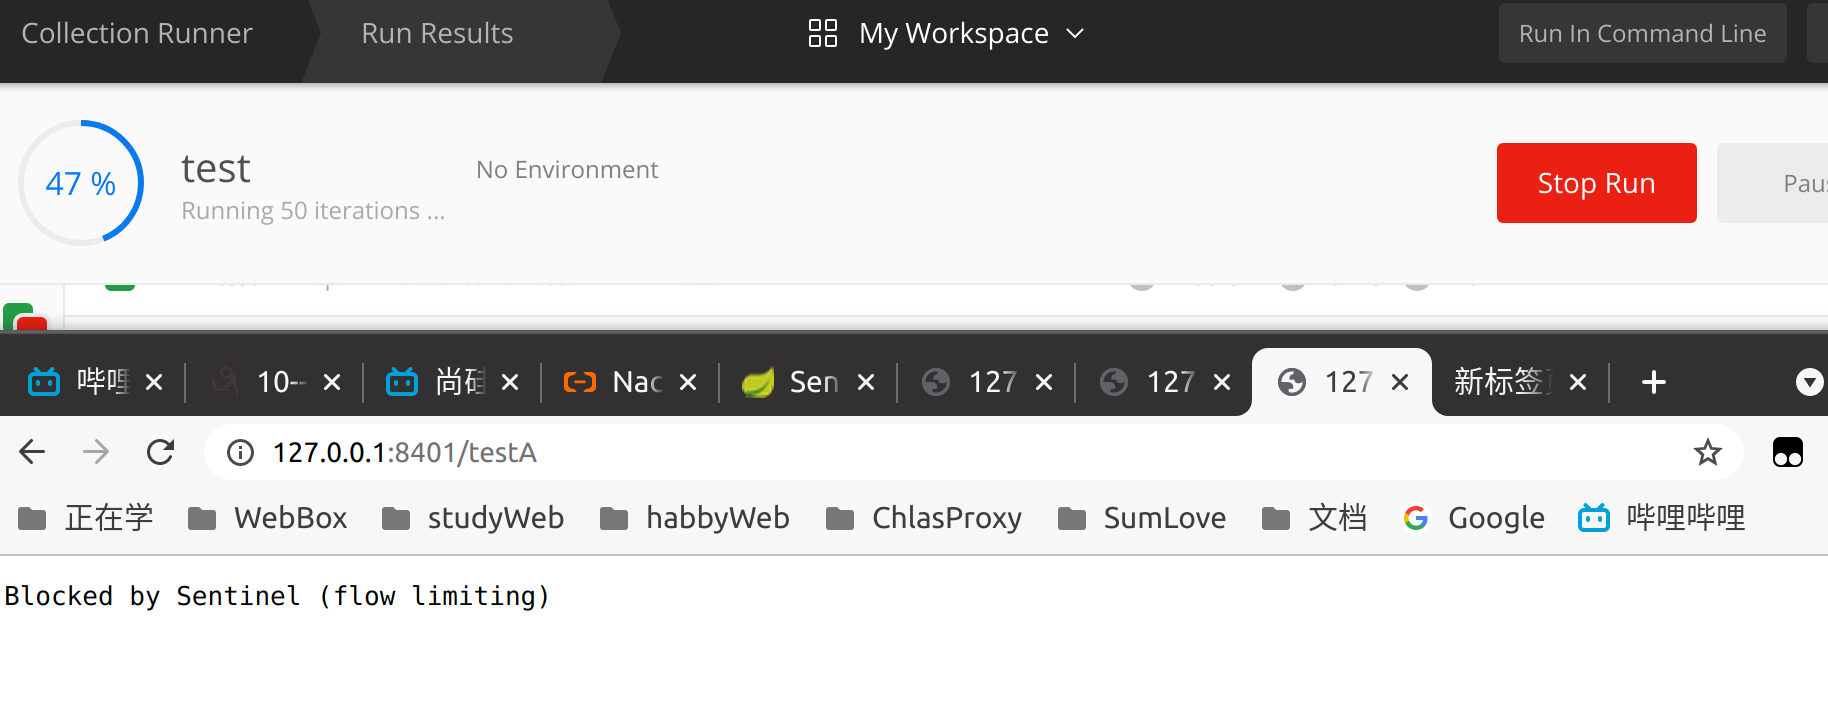 Collection Runner Run Results My Workspace Run In Command Line
47 % test No Environment Stop Run
Running 50 iterations ...
哔哩 10-- 尚硅 Nac Sen 127 127 127 新标签
127.0.0.1:8401/testA
正在学 WebBox studyWeb habbyWeb ChlasProxy SumLove 文档 Google 哔哩哔哩
Blocked by Sentinel (flow limiting)